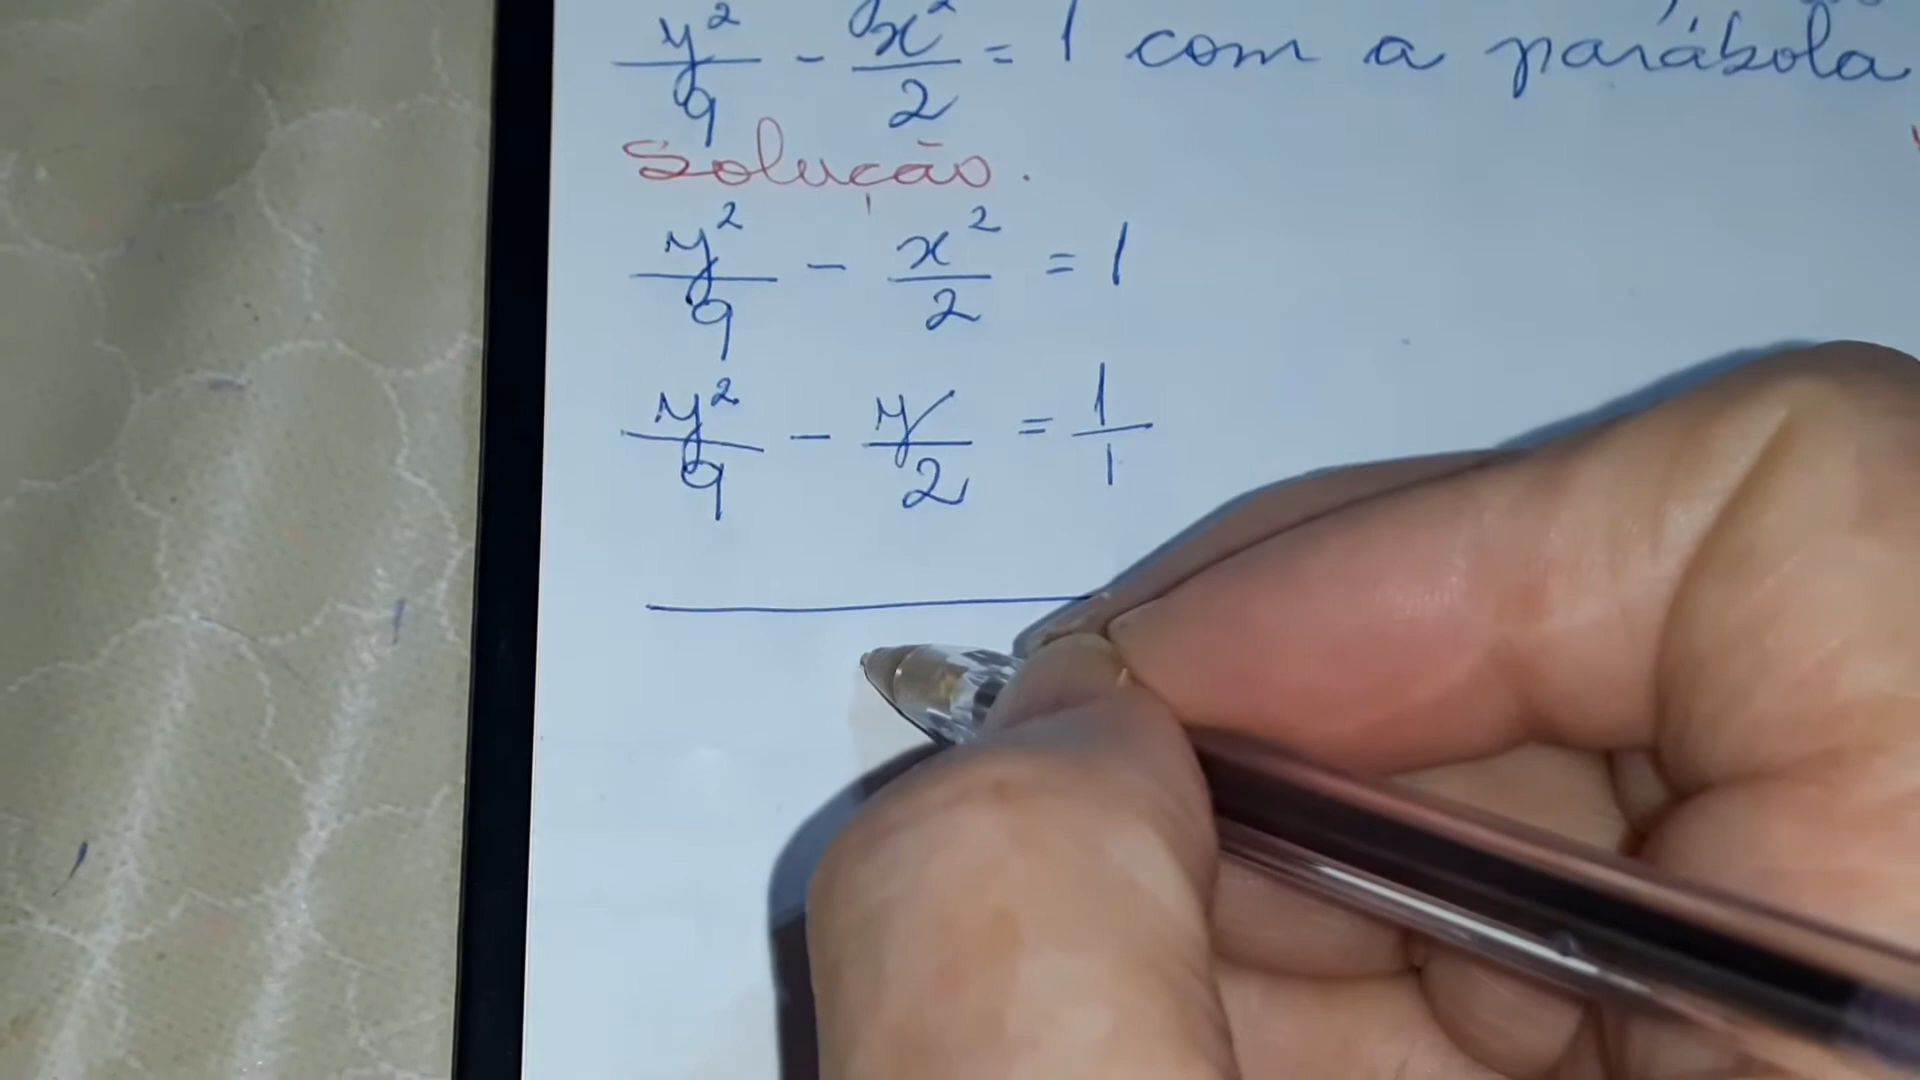 y²/9 - x²/2 = 1 com a parábola
Solução.
y²/9 - x²/2 = 1
y²/9 - y/2 = 1/1